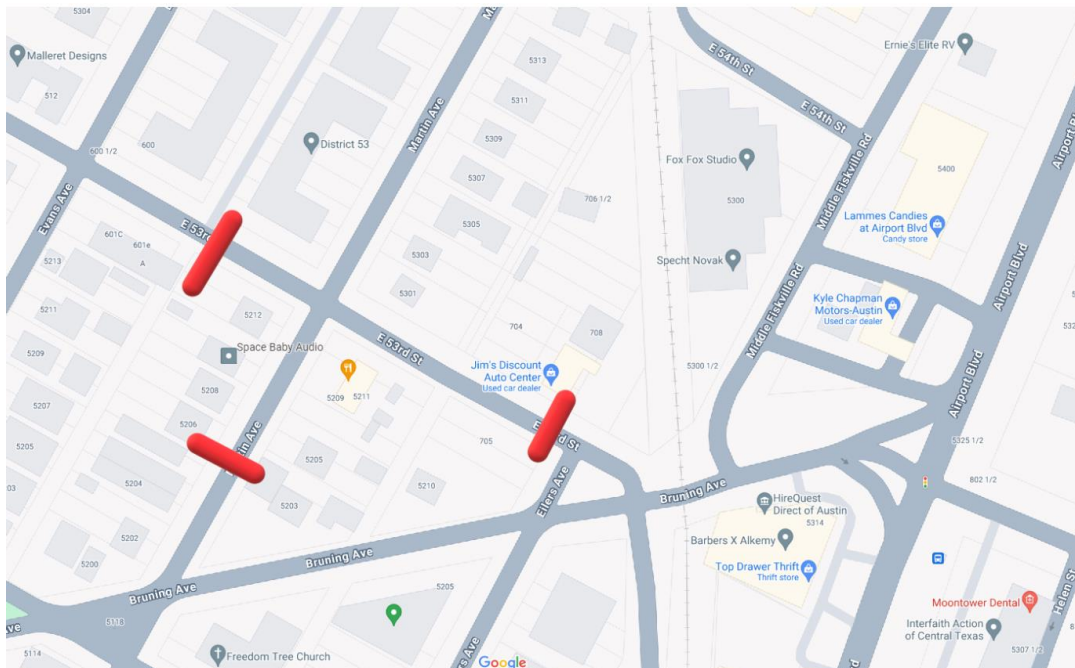 5304
Malleret Designs
512
600 1/2
600
District 53
Evans Ave
E 53rd
601C
601e
A
5213
5211
5212
Space Baby Audio
5209
5208
5207
5206
5205
5204
5203
5202
5200
Martin Ave
5313
5311
5309
5307
5305
5303
5301
706 1/2
704
708
E 53rd St
Jim's Discount
Auto Center
Used car dealer
5209
5211
5205
5203
5210
705
Eilers Ave
Bruning Ave
Bruning Ave
Bruning Ave
5118
5114
Freedom Tree Church
5205
Google
E 54th St
E 54th St
Fox Fox Studio
5300
Specht Novak
5300 1/2
Middle Fiskville Rd
Middle Fiskville Rd
Ernie's Elite RV
5400
Lammes Candies
at Airport Blvd
Candy store
Kyle Chapman
Motors-Austin
Used car dealer
Airport Blvd
Airport Blvd
5325 1/2
802 1/2
HireQuest
Direct of Austin
5314
Barbers X Alkemy
Top Drawer Thrift
Thrift store
Moontower Dental
Interfaith Action
of Central Texas
5307 1/2
Helen St